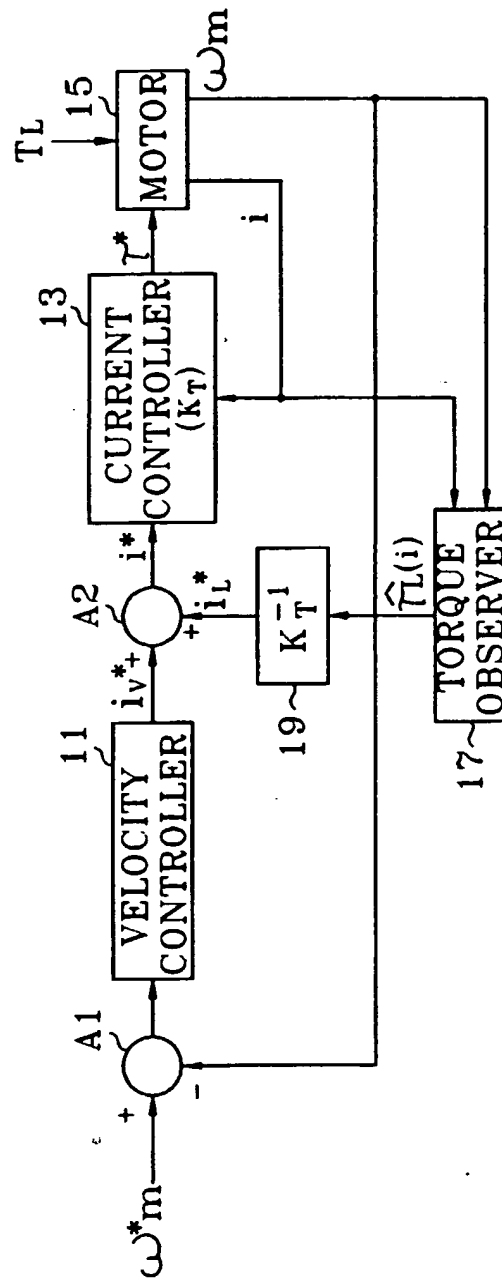 ω*m
+
-
A1
11
VELOCITY
CONTROLLER
iv*
+
A2
+
i*
13
CURRENT
CONTROLLER
(KT)
τ*
TL
15
MOTOR
ωm
i
iL*
KT⁻¹
19
τ̂L(i)
TORQUE
OBSERVER
17